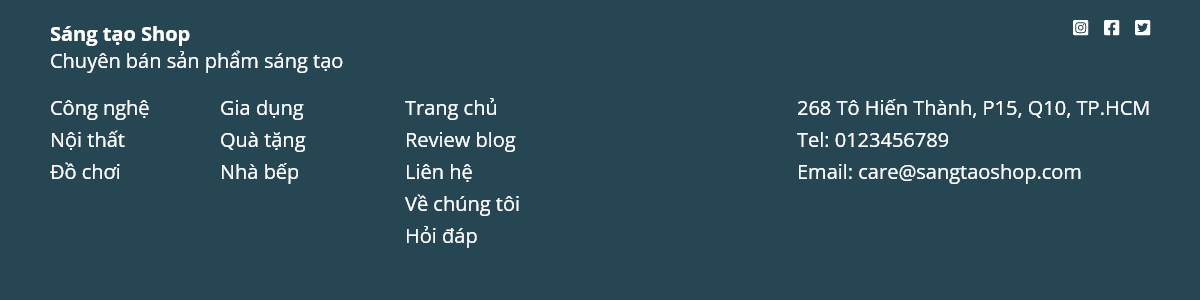 Sáng tạo Shop
Chuyên bán sản phẩm sáng tạo
Công nghệ
Nội thất
Đồ chơi
Gia dụng
Quà tặng
Nhà bếp
Trang chủ
Review blog
Liên hệ
Về chúng tôi
Hỏi đáp
268 Tô Hiến Thành, P15, Q10, TP.HCM
Tel: 0123456789
Email: care@sangtaoshop.com